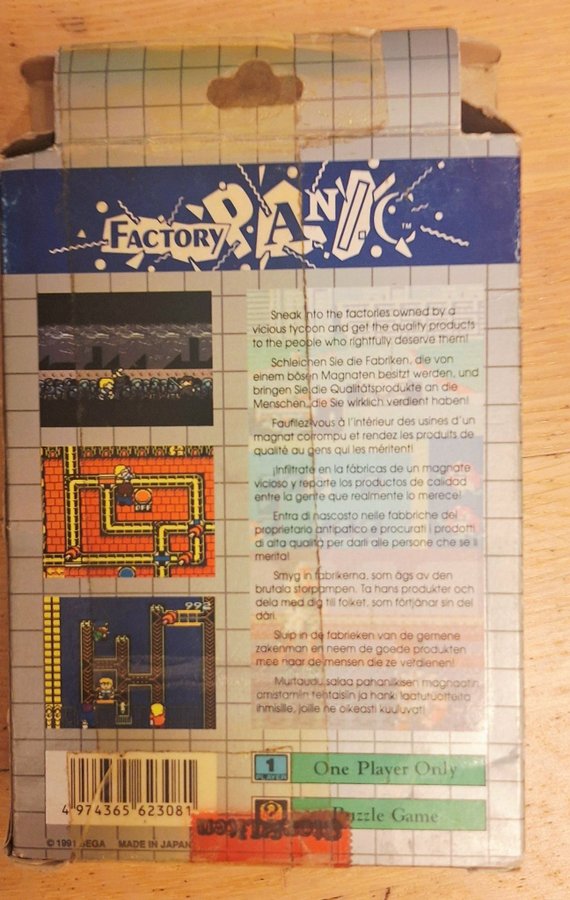 FACTORY PANIC™
Sneak into the factories owned by a
vicious tycoon and get the quality products
to the people who rightfully deserve them!
Schleichen Sie die Fabriken, die von
einem bösen Magnaten besitzt werden, und
bringen Sie die Qualitätsprodukte an die
Menschen, die Sie wirklich verdient haben!
Faufilez-vous à l'intérieur des usines d'un
magnat corrompu et rendez les produits de
qualité au gens qui les méritent!
¡Infiltrate en la fábricas de un magnate
vicioso y reparte los productos de calidad
entre la gente que realmente lo merece!
Entra di nascosto nelle fabbriche del
proprietario antipatico e procurati i prodotti
di alta qualità per darli alle persone che se li
merita!
Smyg in fabrikerna, som ägs av den
brutala storpampen. Ta hans produkter och
dela med dig till folket, som förtjänar sin del
däri.
Sluip in de fabrieken van de gemene
zakenman en neem de goede produkten
mee naar de mensen die ze verdienen!
Murtaudu salaa pahanilkisen magnaatin
omistamiin tehtaisiin ja hanki laatutuotteita
ihmisille, joille ne oikeasti kuuluvat!
OFF
992
1
PLAYER
One Player Only
Puzzle Game
4 974365 623081
© 1991 SEGA MADE IN JAPAN